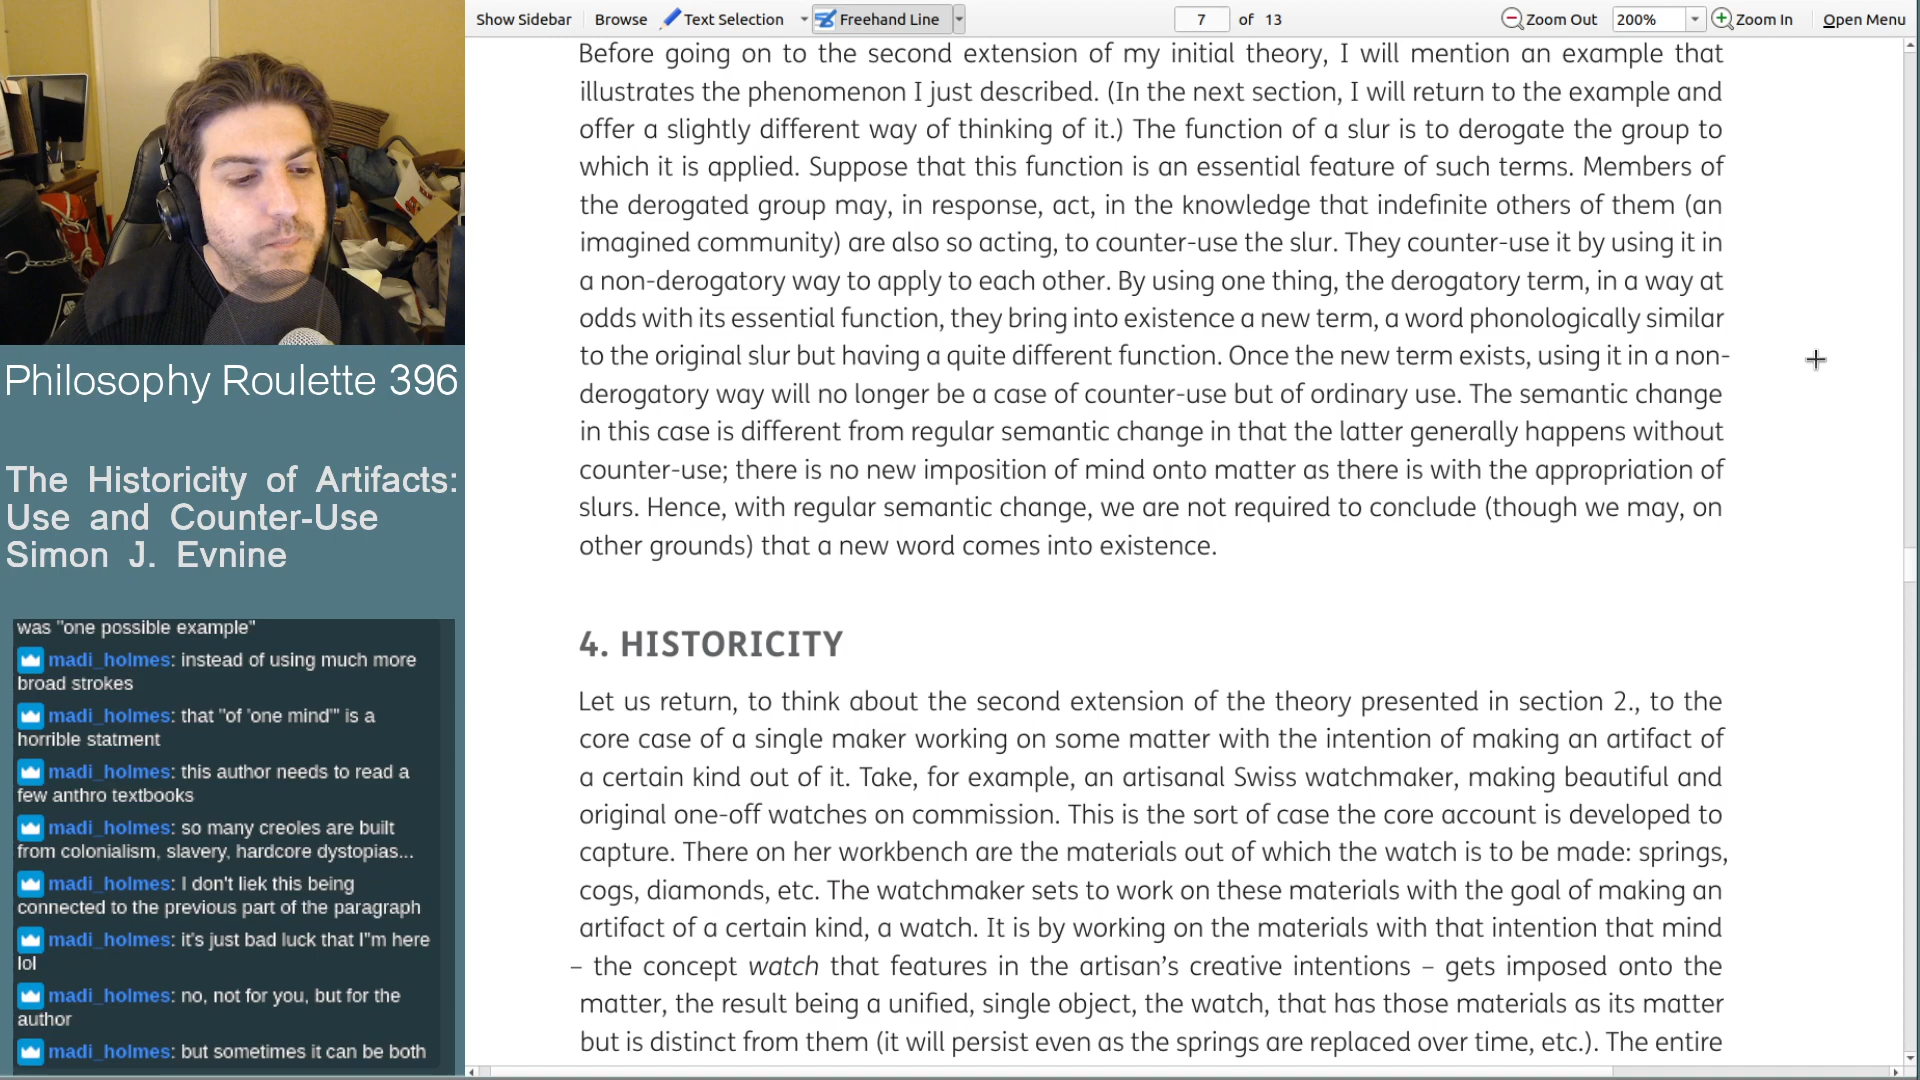 Show Sidebar Browse Text Selection Freehand Line 7 of 13 Zoom Out 200% Zoom In Open Menu
Before going on to the second extension of my initial theory, I will mention an example that
illustrates the phenomenon I just described. (In the next section, I will return to the example and
offer a slightly different way of thinking of it.) The function of a slur is to derogate the group to
which it is applied. Suppose that this function is an essential feature of such terms. Members of
the derogated group may, in response, act, in the knowledge that indefinite others of them (an
imagined community) are also so acting, to counter-use the slur. They counter-use it by using it in
a non-derogatory way to apply to each other. By using one thing, the derogatory term, in a way at
odds with its essential function, they bring into existence a new term, a word phonologically similar
to the original slur but having a quite different function. Once the new term exists, using it in a non-
derogatory way will no longer be a case of counter-use but of ordinary use. The semantic change
in this case is different from regular semantic change in that the latter generally happens without
counter-use; there is no new imposition of mind onto matter as there is with the appropriation of
slurs. Hence, with regular semantic change, we are not required to conclude (though we may, on
other grounds) that a new word comes into existence.
4. HISTORICITY
Let us return, to think about the second extension of the theory presented in section 2., to the
core case of a single maker working on some matter with the intention of making an artifact of
a certain kind out of it. Take, for example, an artisanal Swiss watchmaker, making beautiful and
original one-off watches on commission. This is the sort of case the core account is developed to
capture. There on her workbench are the materials out of which the watch is to be made: springs,
cogs, diamonds, etc. The watchmaker sets to work on these materials with the goal of making an
artifact of a certain kind, a watch. It is by working on the materials with that intention that mind
– the concept watch that features in the artisan's creative intentions – gets imposed onto the
matter, the result being a unified, single object, the watch, that has those materials as its matter
but is distinct from them (it will persist even as the springs are replaced over time, etc.). The entire
Philosophy Roulette 396
The Historicity of Artifacts:
Use and Counter-Use
Simon J. Evnine
was "one possible example"
madi_holmes: instead of using much more
broad strokes
madi_holmes: that "of 'one mind'" is a
horrible statment
madi_holmes: this author needs to read a
few anthro textbooks
madi_holmes: so many creoles are built
from colonialism, slavery, hardcore dystopias...
madi_holmes: I don't liek this being
connected to the previous part of the paragraph
madi_holmes: it's just bad luck that I"m here
lol
madi_holmes: no, not for you, but for the
author
madi_holmes: but sometimes it can be both